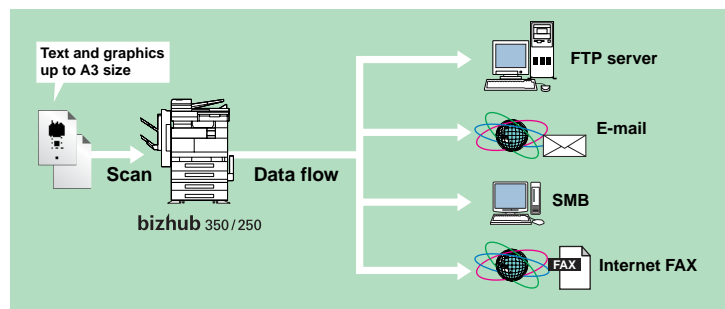 Text and graphics
up to A3 size
Scan
bizhub 350/250
Data flow
FTP server
E-mail
SMB
FAX
Internet FAX